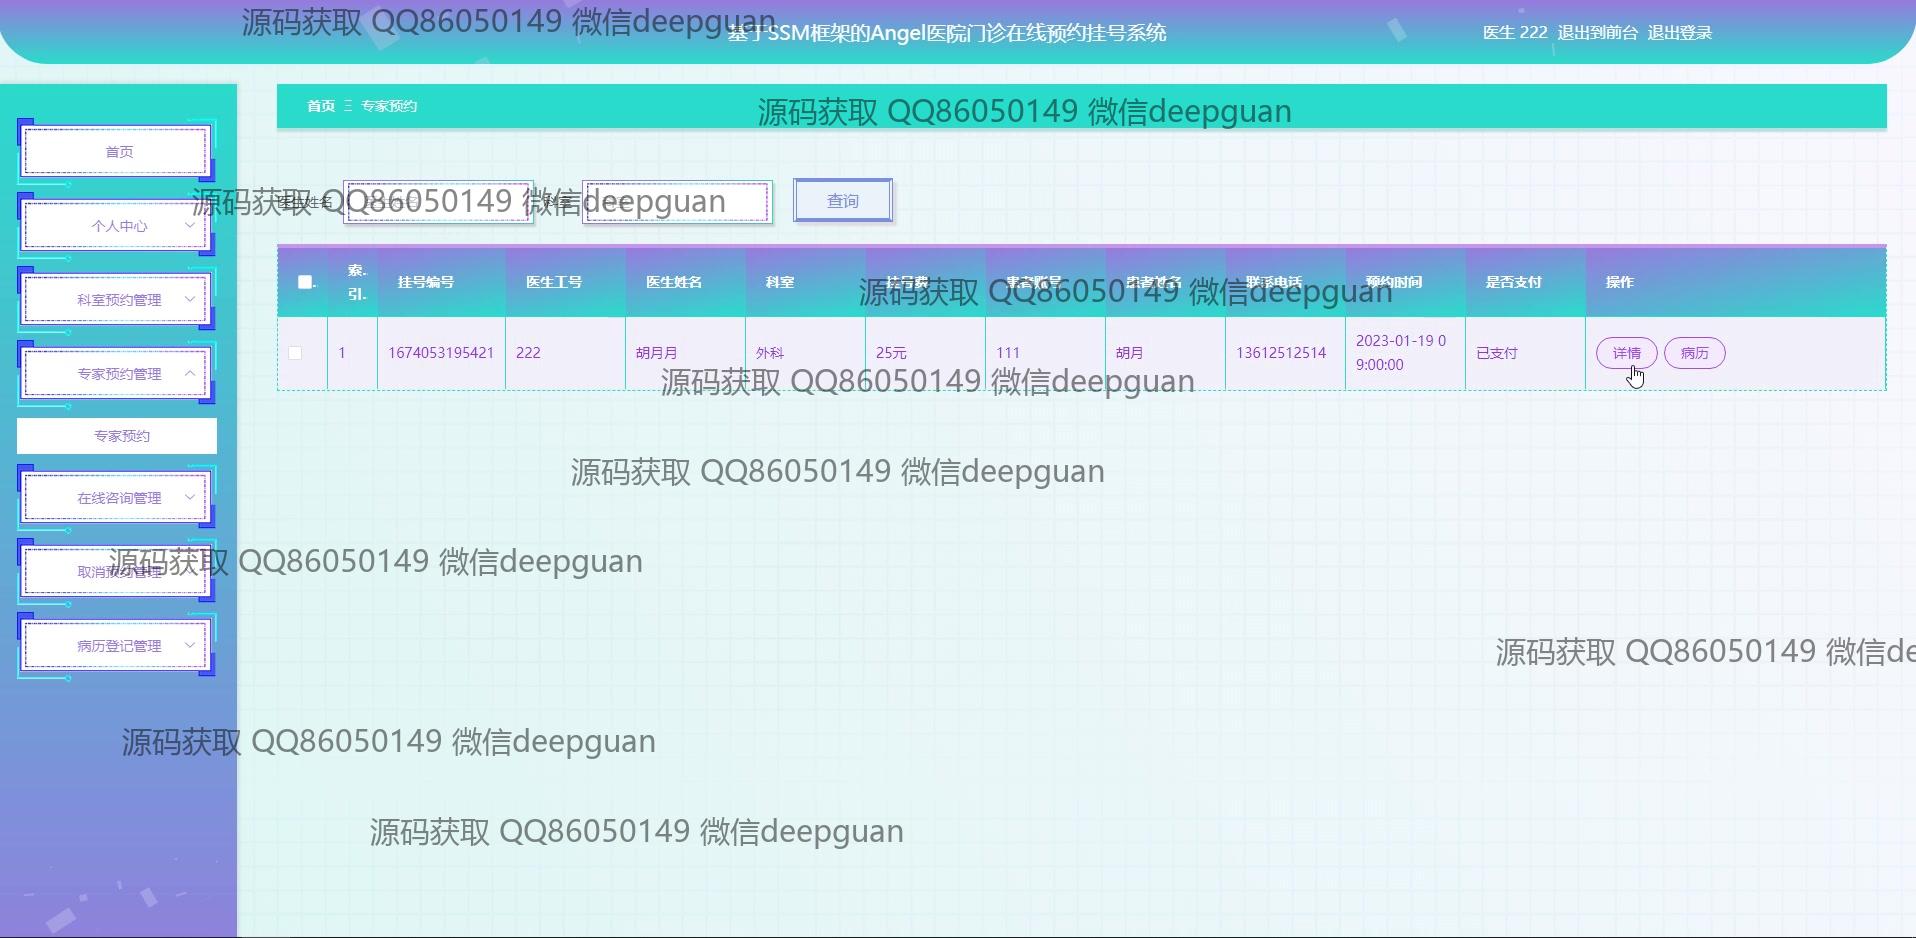 源码获取 QQ86050149 微信deepguan
基于SSM框架的Angel医院门诊在线预约挂号系统
医生 222 退出到前台 退出登录
首页 专家预约
源码获取 QQ86050149 微信deepguan
首页
个人中心
科室预约管理
专家预约管理
专家预约
在线咨询管理
取消预约管理
病历登记管理
源码获取 QQ86050149 微信deepguan
医生姓名
科室
查询
索引 挂号编号 医生工号 医生姓名 科室 挂号费 患者账号 患者姓名 联系电话 预约时间 是否支付 操作
源码获取 QQ86050149 微信deepguan
1 1674053195421 222 胡月月 外科 25元 111 胡月 13612512514 2023-01-19 0
9:00:00 已支付 详情 病历
源码获取 QQ86050149 微信deepguan
源码获取 QQ86050149 微信deepguan
源码获取 QQ86050149 微信deepguan
源码获取 QQ86050149 微信de
源码获取 QQ86050149 微信deepguan
源码获取 QQ86050149 微信deepguan